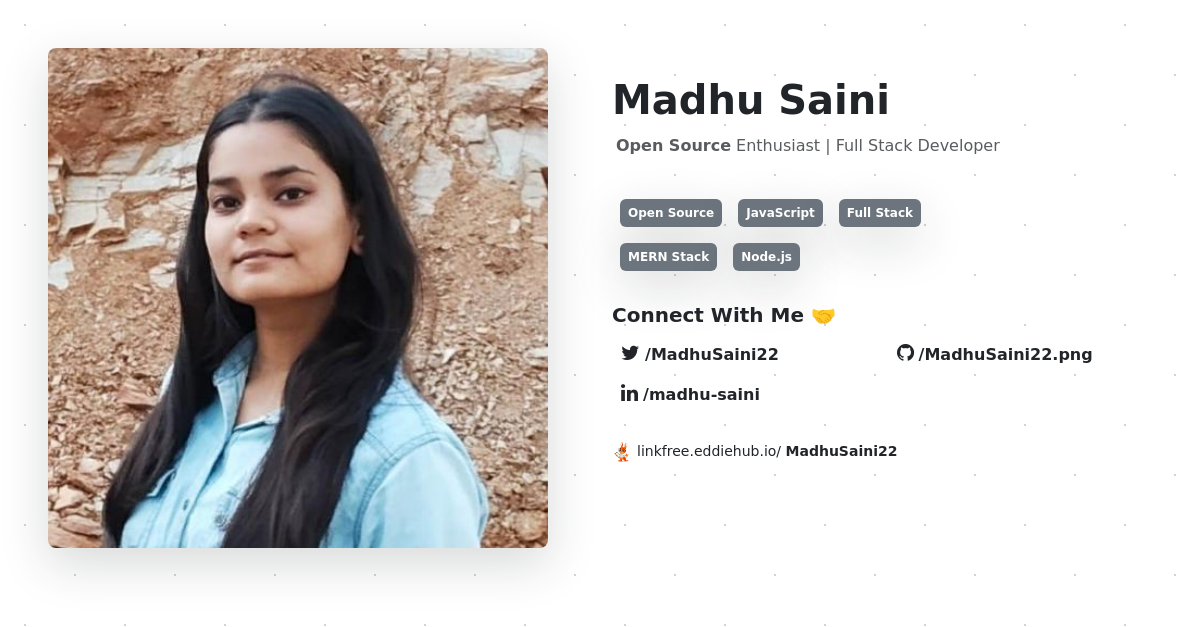 Madhu Saini
Open Source Enthusiast | Full Stack Developer
Open Source JavaScript Full Stack
MERN Stack Node.js
Connect With Me 🤝
/MadhuSaini22 /MadhuSaini22.png
/madhu-saini
linkfree.eddiehub.io/ MadhuSaini22